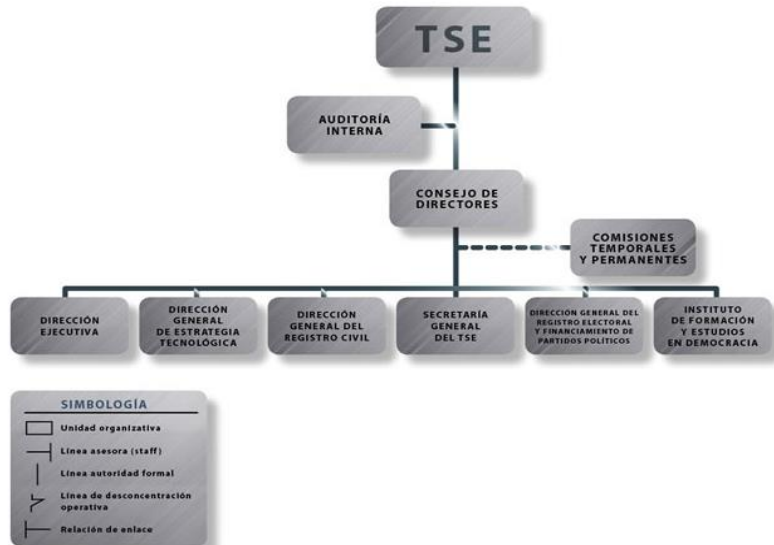 TSE
AUDITORÍA
INTERNA
CONSEJO DE
DIRECTORES
COMISIONES
TEMPORALES
Y PERMANENTES
DIRECCIÓN
EJECUTIVA
DIRECCIÓN
GENERAL
DE ESTRATEGIA
TECNOLÓGICA
DIRECCIÓN
GENERAL DEL
REGISTRO CIVIL
SECRETARÍA
GENERAL
DEL TSE
DIRECCIÓN GENERAL DEL
REGISTRO ELECTORAL
Y FINANCIAMIENTO DE
PARTIDOS POLÍTICOS
INSTITUTO
DE FORMACIÓN
Y ESTUDIOS
EN DEMOCRACIA
SIMBOLOGÍA
Unidad organizativa
Línea asesora (staff)
Línea autoridad formal
Línea de desconcentración
operativa
Relación de enlace